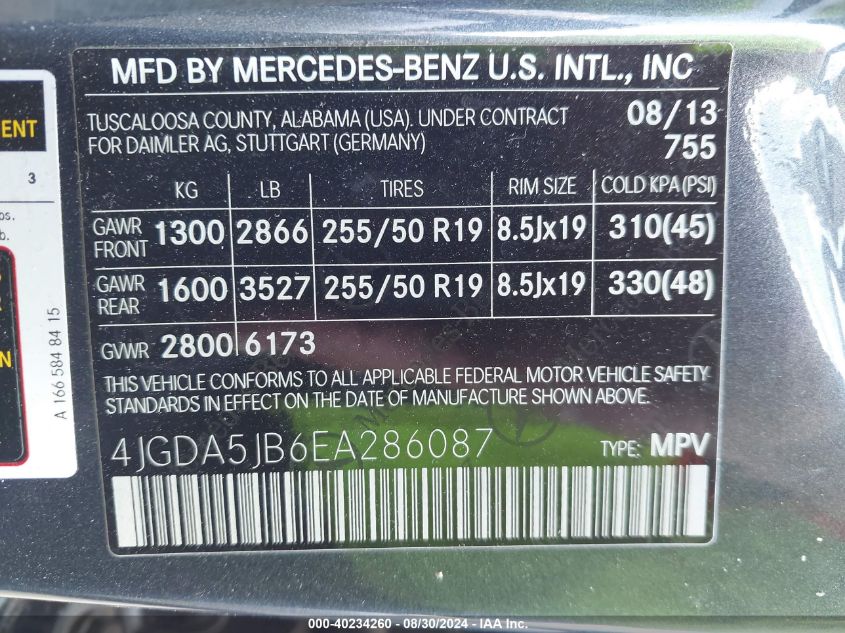 MFD BY MERCEDES-BENZ U.S. INTL., INC
TUSCALOOSA COUNTY, ALABAMA (USA). UNDER CONTRACT 08/13
FOR DAIMLER AG, STUTTGART (GERMANY) 755
KG LB TIRES RIM SIZE COLD KPA (PSI)
GAWR FRONT 1300 2866 255/50 R19 8.5Jx19 310(45)
GAWR REAR 1600 3527 255/50 R19 8.5Jx19 330(48)
GVWR 2800 6173
THIS VEHICLE CONFORMS TO ALL APPLICABLE FEDERAL MOTOR VEHICLE SAFETY
STANDARDS IN EFFECT ON THE DATE OF MANUFACTURE SHOWN ABOVE.
4JGDA5JB6EA286087 TYPE: MPV
3
A 166 584 84 15
000-40234260 - 08/30/2024 - IAA Inc.